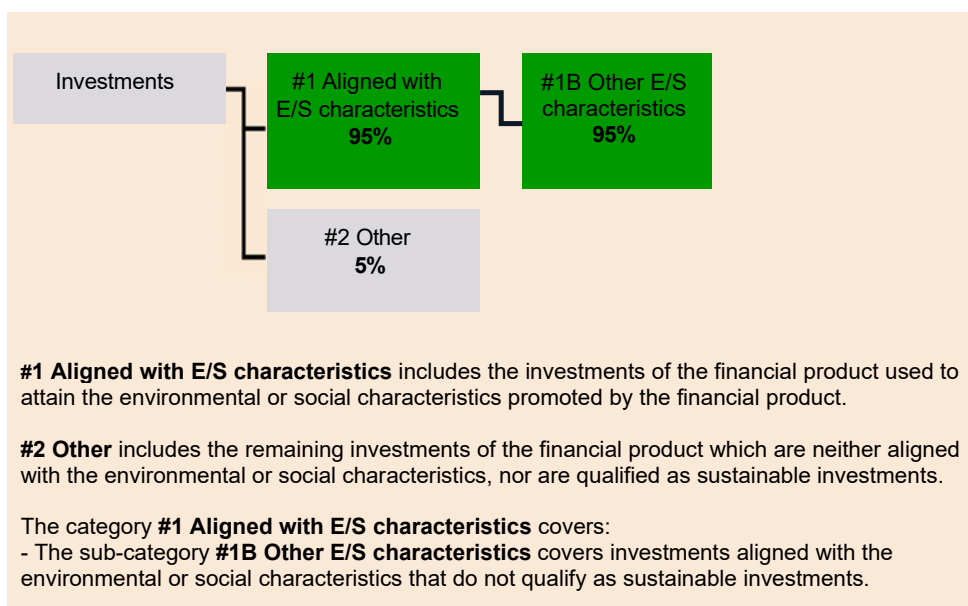 Investments
#1 Aligned with
E/S characteristics
95%
#1B Other E/S
characteristics
95%
#2 Other
5%
#1 Aligned with E/S characteristics includes the investments of the financial product used to
attain the environmental or social characteristics promoted by the financial product.
#2 Other includes the remaining investments of the financial product which are neither aligned
with the environmental or social characteristics, nor are qualified as sustainable investments.
The category #1 Aligned with E/S characteristics covers:
- The sub-category #1B Other E/S characteristics covers investments aligned with the
environmental or social characteristics that do not qualify as sustainable investments.